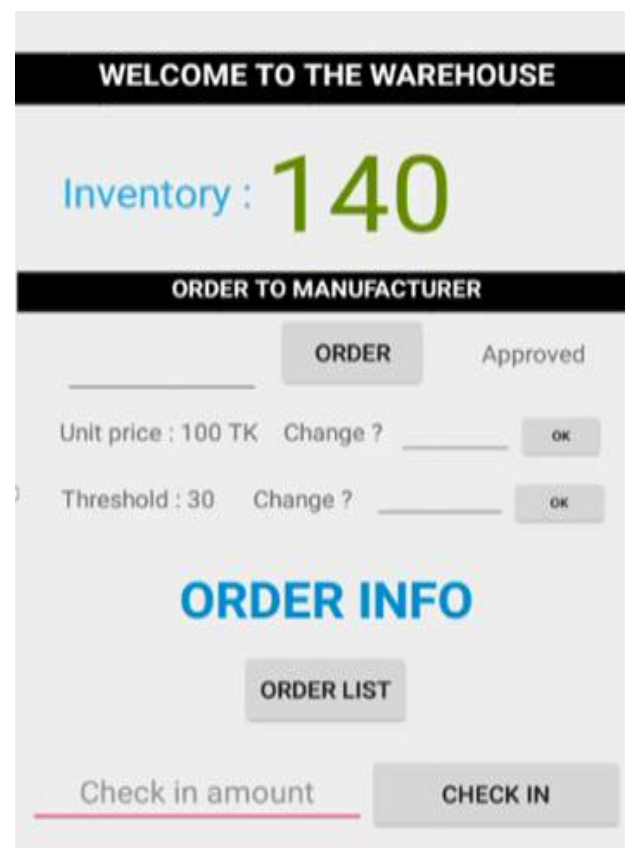 WELCOME TO THE WAREHOUSE
Inventory : 140
ORDER TO MANUFACTURER
ORDER Approved
Unit price : 100 TK Change ? OK
Threshold : 30 Change ? OK
ORDER INFO
ORDER LIST
Check in amount CHECK IN